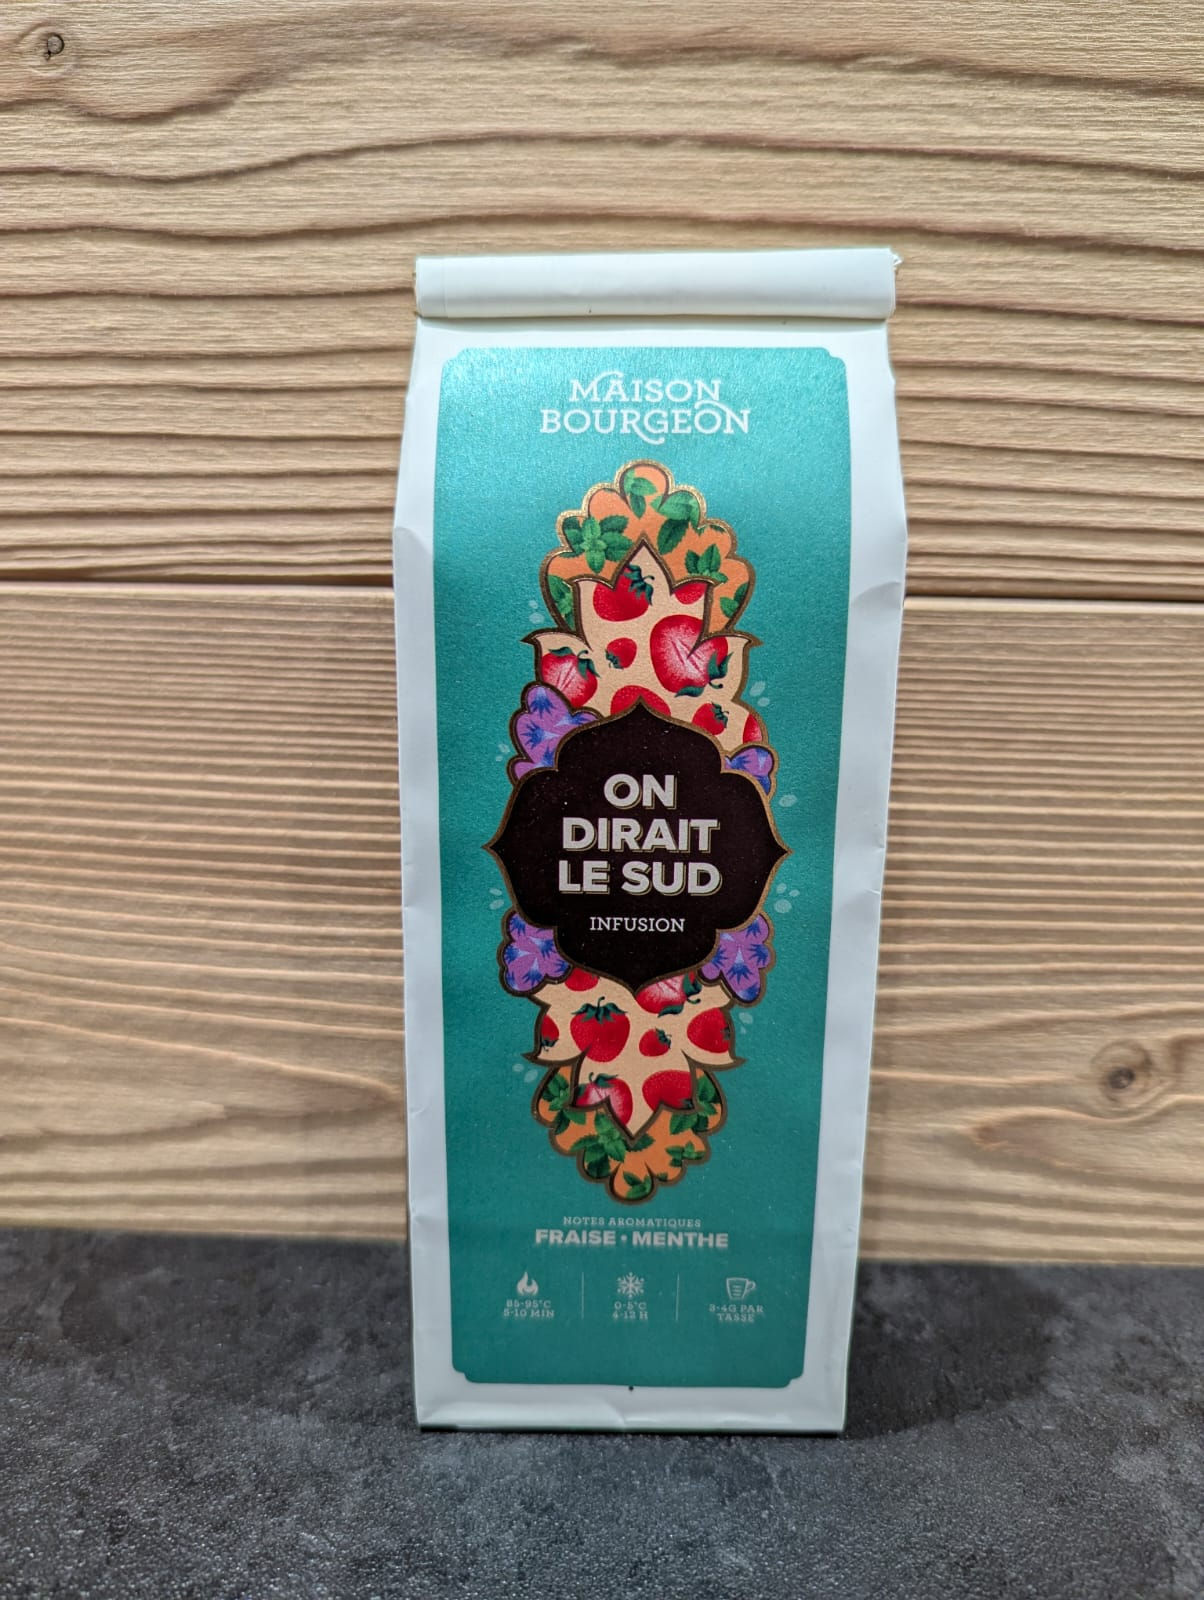 MAISON
BOURGEON
ON
DIRAIT
LE SUD
INFUSION
NOTES AROMATIQUES
FRAISE • MENTHE
85-95°C
5-10 MIN
0-5°C
4-12 H
3-4G PAR
TASSE